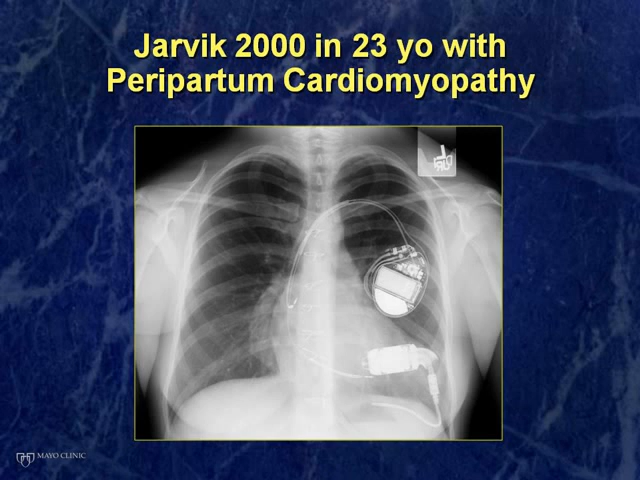 Jarvik 2000 in 23 yo with
Peripartum Cardiomyopathy
MAYO CLINIC